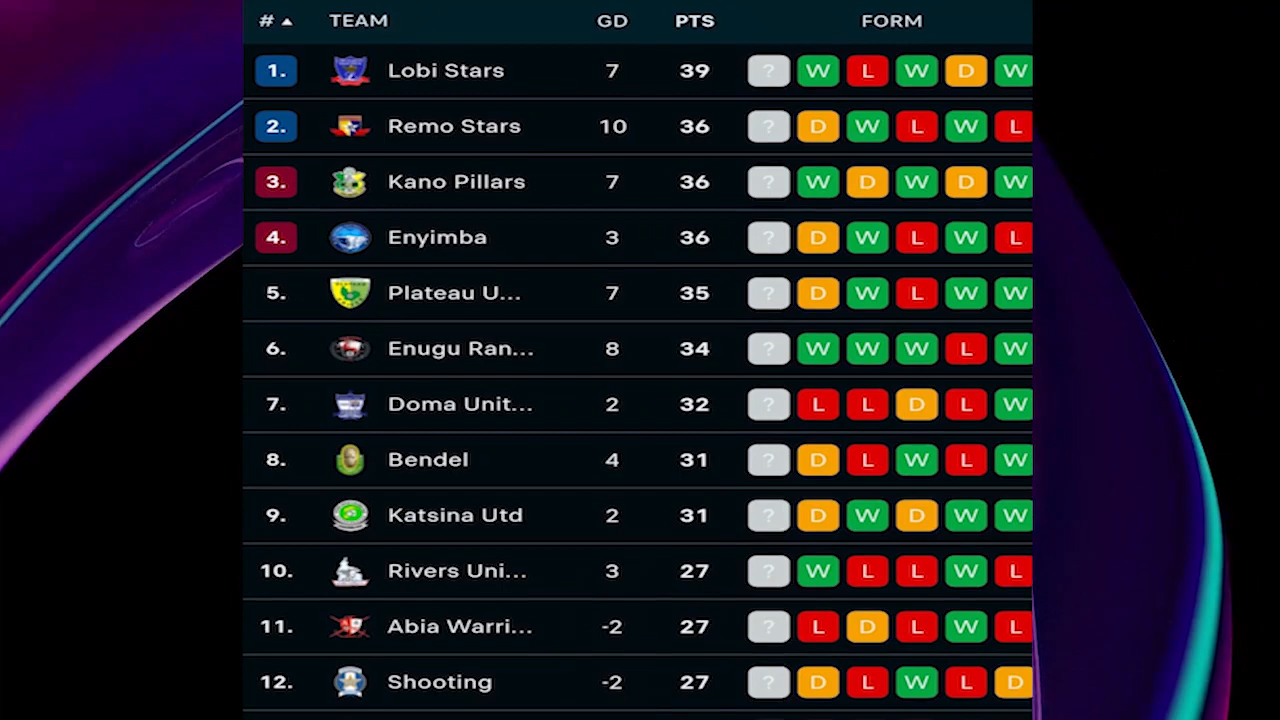 # ▲ TEAM GD PTS FORM
1. Lobi Stars 7 39 ? W L W D W
2. Remo Stars 10 36 ? D W L W L
3. Kano Pillars 7 36 ? W D W D W
4. Enyimba 3 36 ? D W L W L
5. Plateau U... 7 35 ? D W L W W
6. Enugu Ran... 8 34 ? W W W L W
7. Doma Unit... 2 32 ? L L D L W
8. Bendel 4 31 ? D L W L W
9. Katsina Utd 2 31 ? D W D W W
10. Rivers Uni... 3 27 ? W L L W L
11. Abia Warri... -2 27 ? L D L W L
12. Shooting -2 27 ? D L W L D